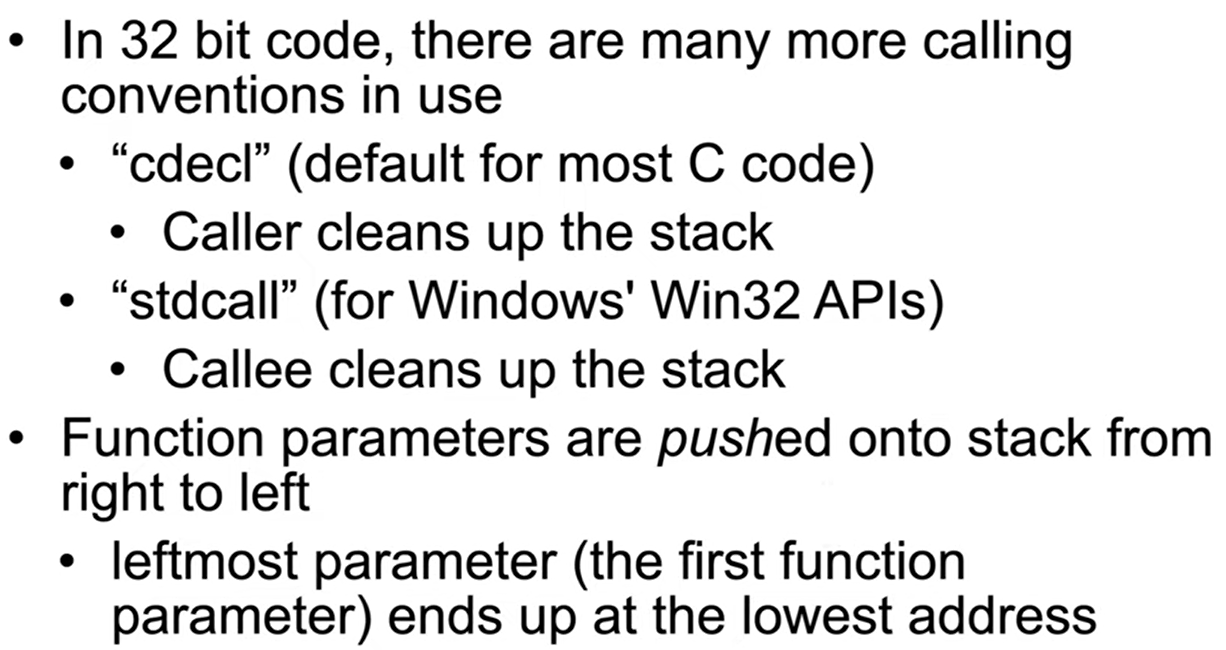 • In 32 bit code, there are many more calling
conventions in use
• “cdecl” (default for most C code)
• Caller cleans up the stack
• “stdcall” (for Windows' Win32 APIs)
• Callee cleans up the stack
• Function parameters are pushed onto stack from
right to left
• leftmost parameter (the first function
parameter) ends up at the lowest address